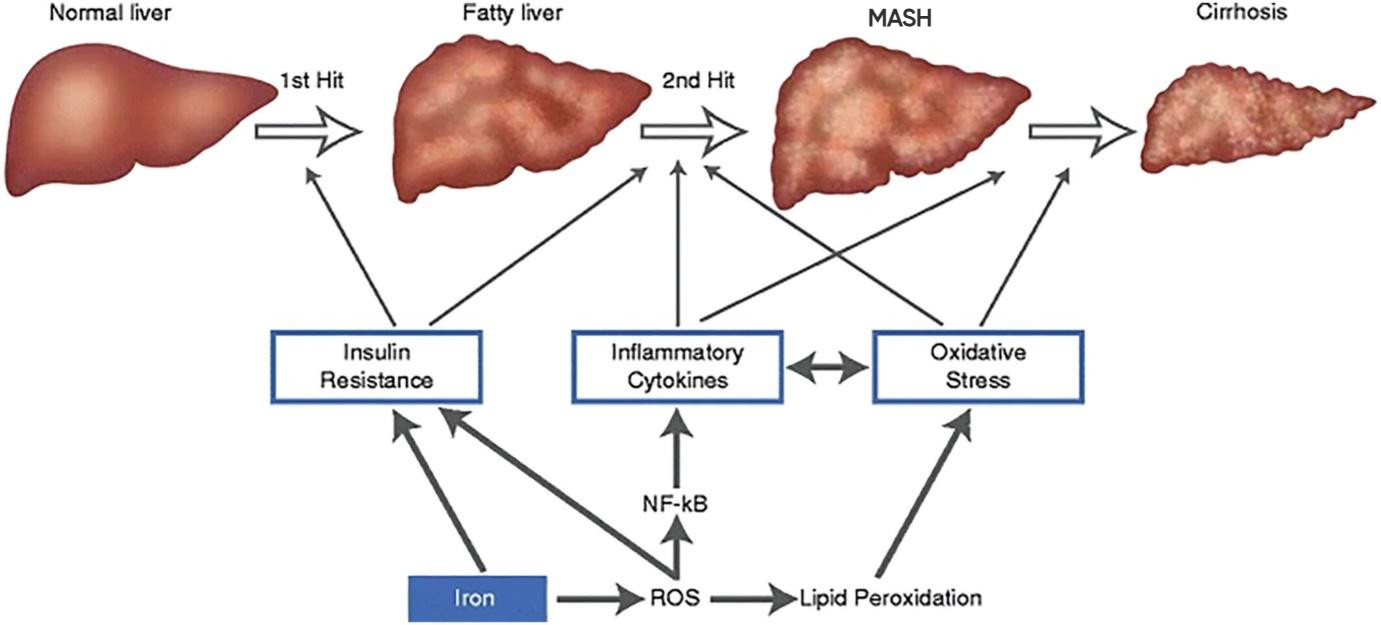 Normal liver
Fatty liver
MASH
Cirrhosis
1st Hit
2nd Hit
Insulin
Resistance
Inflammatory
Cytokines
Oxidative
Stress
NF-kB
Iron
ROS
Lipid Peroxidation